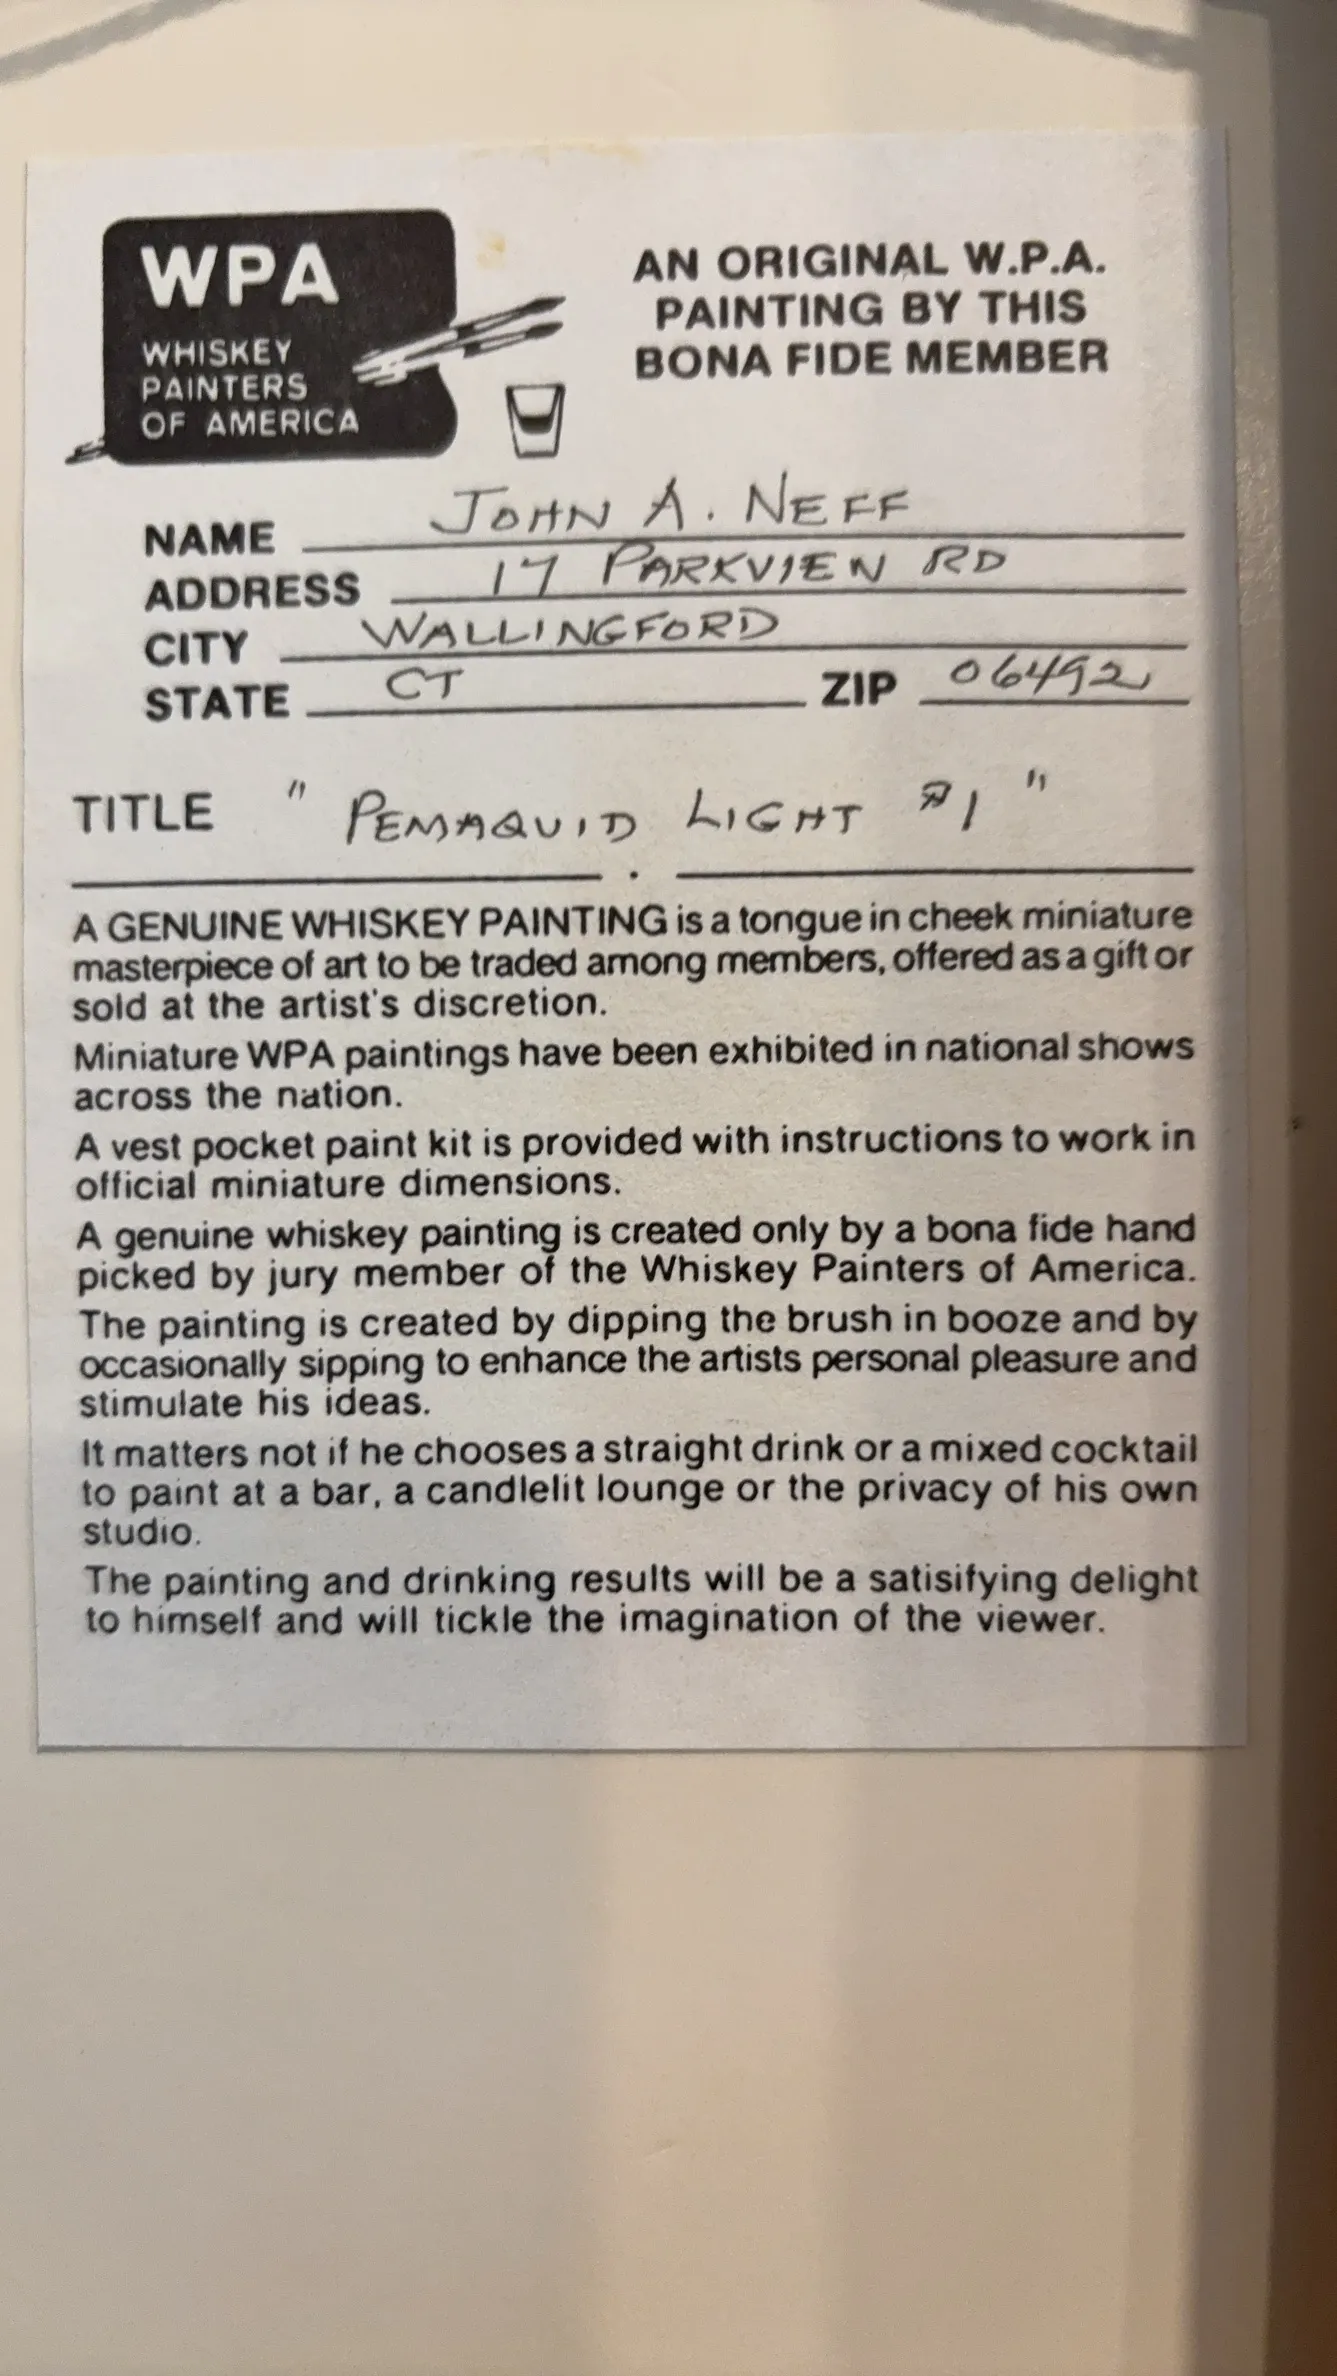 WPA
WHISKEY
PAINTERS
OF AMERICA
AN ORIGINAL W.P.A.
PAINTING BY THIS
BONA FIDE MEMBER
NAME JOHN A. NEFF
ADDRESS 17 PARKVIEW RD
CITY WALLINGFORD
STATE CT ZIP 06492
TITLE "PEMAQUID LIGHT #1"
A GENUINE WHISKEY PAINTING is a tongue in cheek miniature
masterpiece of art to be traded among members, offered as a gift or
sold at the artist's discretion.
Miniature WPA paintings have been exhibited in national shows
across the nation.
A vest pocket paint kit is provided with instructions to work in
official miniature dimensions.
A genuine whiskey painting is created only by a bona fide hand
picked by jury member of the Whiskey Painters of America.
The painting is created by dipping the brush in booze and by
occasionally sipping to enhance the artists personal pleasure and
stimulate his ideas.
It matters not if he chooses a straight drink or a mixed cocktail
to paint at a bar, a candlelit lounge or the privacy of his own
studio.
The painting and drinking results will be a satisifying delight
to himself and will tickle the imagination of the viewer.